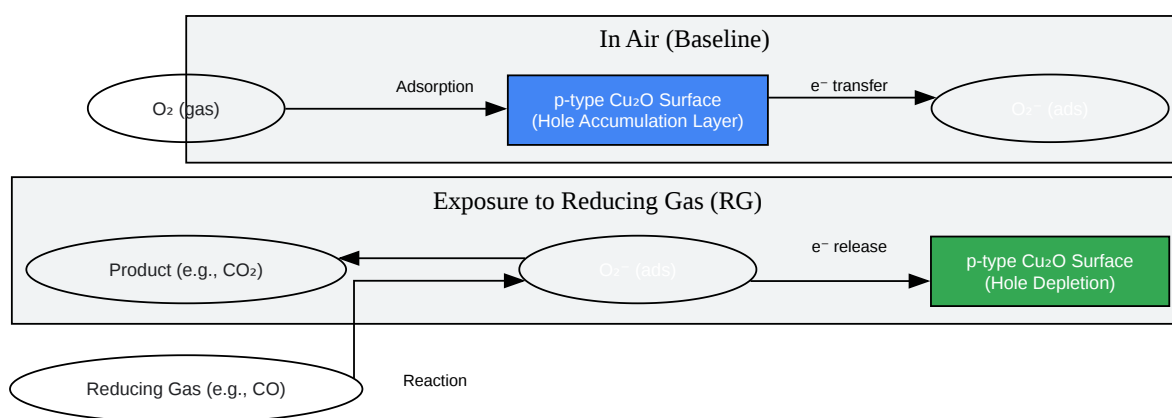 In Air (Baseline)
O₂ (gas)
Adsorption
p-type Cu₂O Surface
(Hole Accumulation Layer)
e⁻ transfer
O₂⁻ (ads)
Exposure to Reducing Gas (RG)
Product (e.g., CO₂)
O₂⁻ (ads)
e⁻ release
p-type Cu₂O Surface
(Hole Depletion)
Reducing Gas (e.g., CO)
Reaction